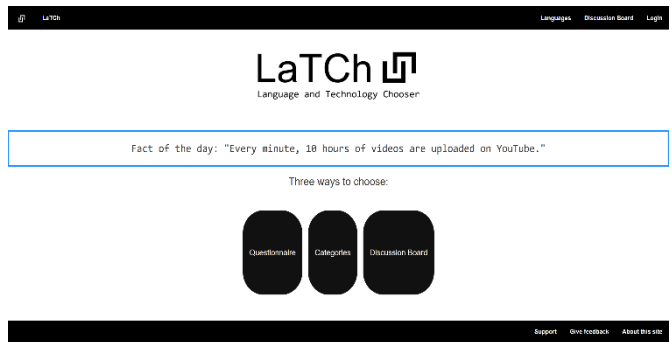 LaTCh Languages Discussion Board Login
LaTCh
Language and Technology Chooser
Fact of the day: "Every minute, 10 hours of videos are uploaded on YouTube."
Three ways to choose:
Questionnaire Categories Discussion Board
Support Give feedback About this site